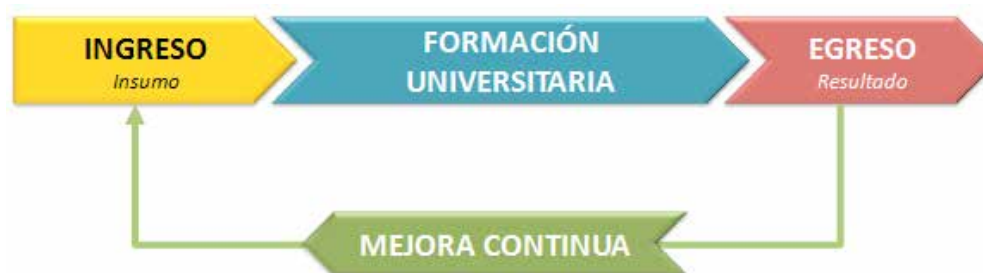 INGRESO
Insumo
FORMACIÓN
UNIVERSITARIA
EGRESO
Resultado
MEJORA CONTINUA